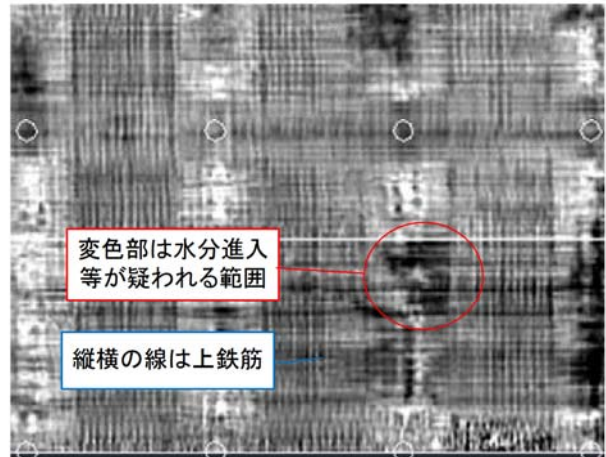 変色部は水分進入
等が疑われる範囲
縦横の線は上鉄筋